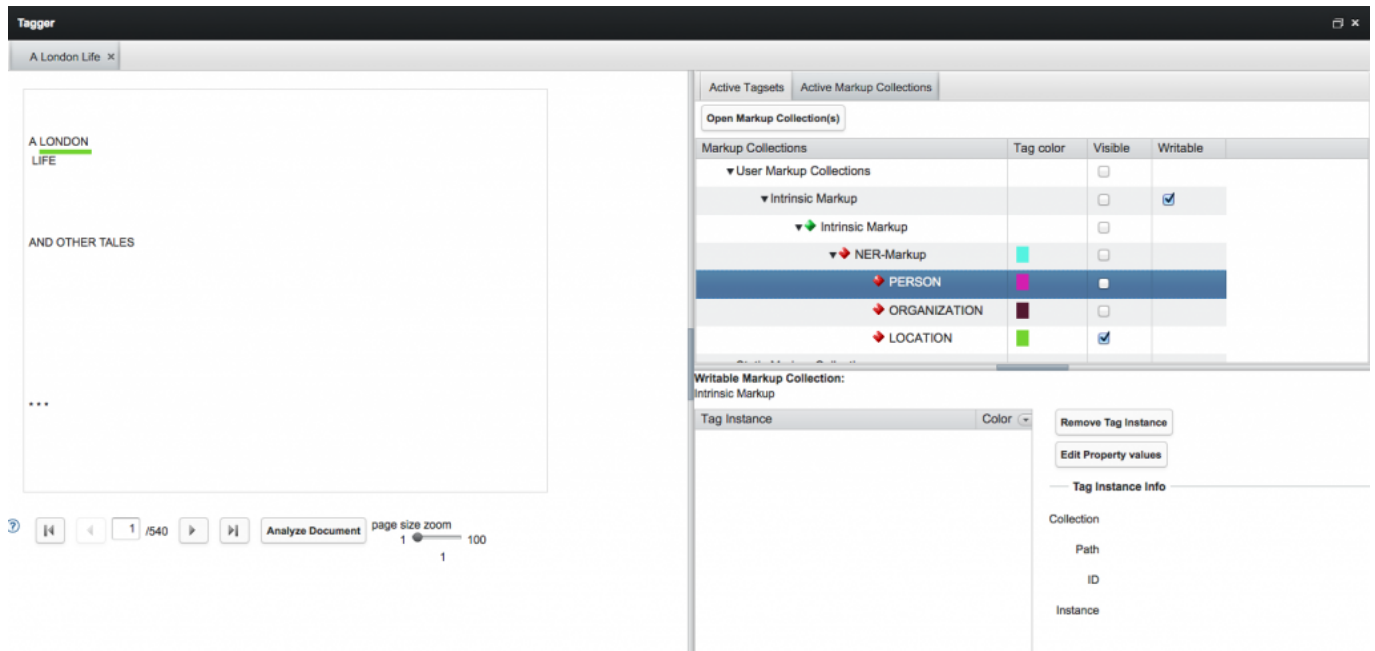 Tagger
A London Life ×
A LONDON
LIFE
AND OTHER TALES
...
1 /540 Analyze Document page size zoom
1 100
1
Active Tagsets Active Markup Collections
Open Markup Collection(s)
Markup Collections Tag color Visible Writable
User Markup Collections
Intrinsic Markup
Intrinsic Markup
NER-Markup
PERSON
ORGANIZATION
LOCATION
Writable Markup Collection:
Intrinsic Markup
Tag Instance Color
Remove Tag Instance
Edit Property values
Tag Instance Info
Collection
Path
ID
Instance